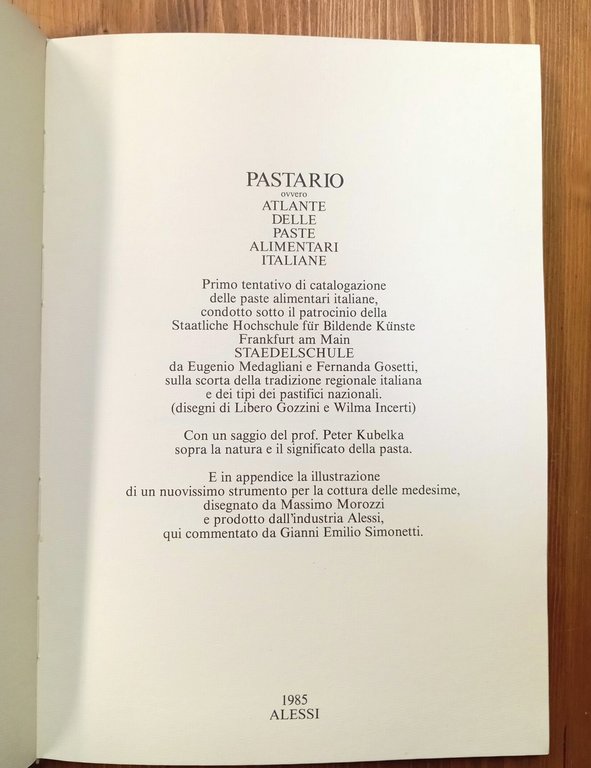 PASTARIO
ovvero
ATLANTE
DELLE
PASTE
ALIMENTARI
ITALIANE
Primo tentativo di catalogazione
delle paste alimentari italiane,
condotto sotto il patrocinio della
Staatliche Hochschule für Bildende Künste
Frankfurt am Main
STAEDELSCHULE
da Eugenio Medagliani e Fernanda Gosetti,
sulla scorta della tradizione regionale italiana
e dei tipi dei pastifici nazionali.
(disegni di Libero Gozzini e Wilma Incerti)
Con un saggio del prof. Peter Kubelka
sopra la natura e il significato della pasta.
E in appendice la illustrazione
di un nuovissimo strumento per la cottura delle medesime,
disegnato da Massimo Morozzi
e prodotto dall'industria Alessi,
qui commentato da Gianni Emilio Simonetti.
1985
ALESSI